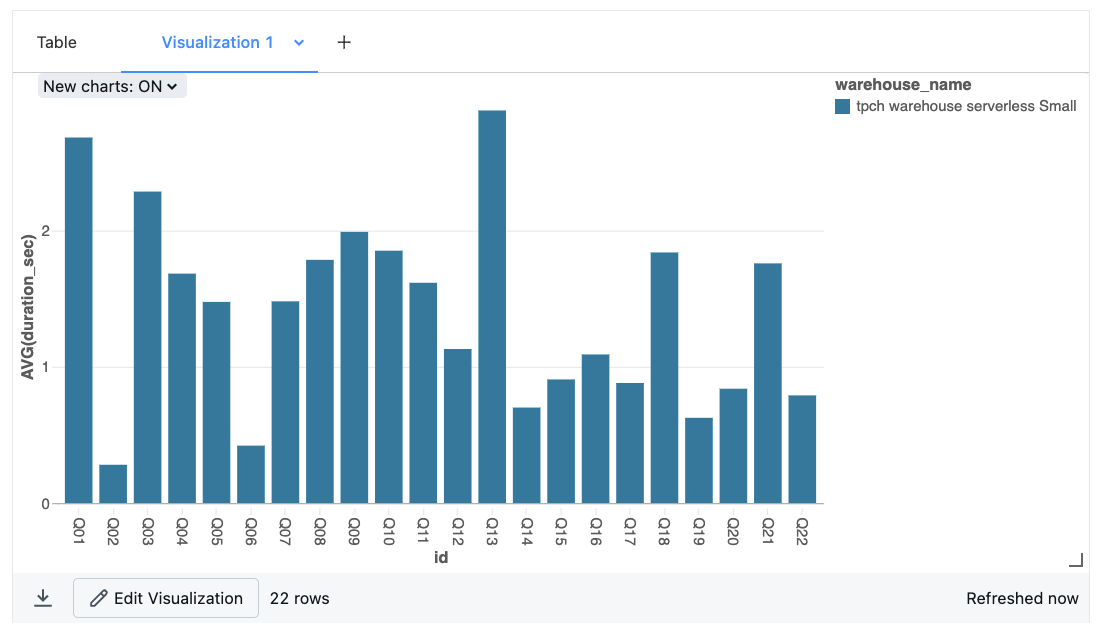 Table
Visualization 1
New charts: ON
warehouse_name
tpch warehouse serverless Small
AVG(duration_sec)
2
1
0
Q01
Q02
Q03
Q04
Q05
Q06
Q07
Q08
Q09
Q10
Q11
Q12
Q13
Q14
Q15
Q16
Q17
Q18
Q19
Q20
Q21
Q22
id
Edit Visualization
22 rows
Refreshed now